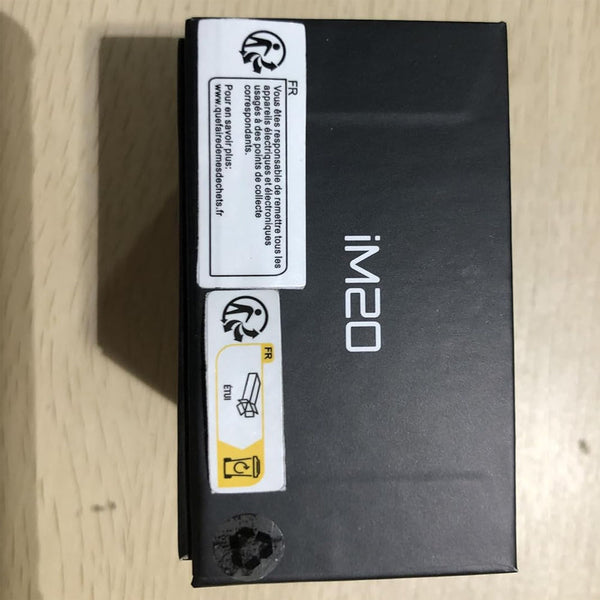 FR
Vous êtes responsable de remettre tous les
appareils électriques et électroniques
usagés à des points de collecte
correspondants.
Pour en savoir plus:
www.quefairedemesdechets.fr
iM20
FR
ÉTUI